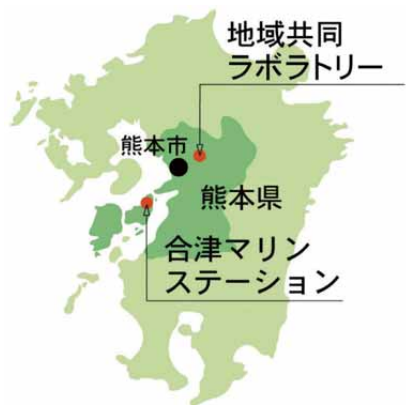 地域共同
ラボラトリー
熊本市
熊本県
合津マリン
ステーション